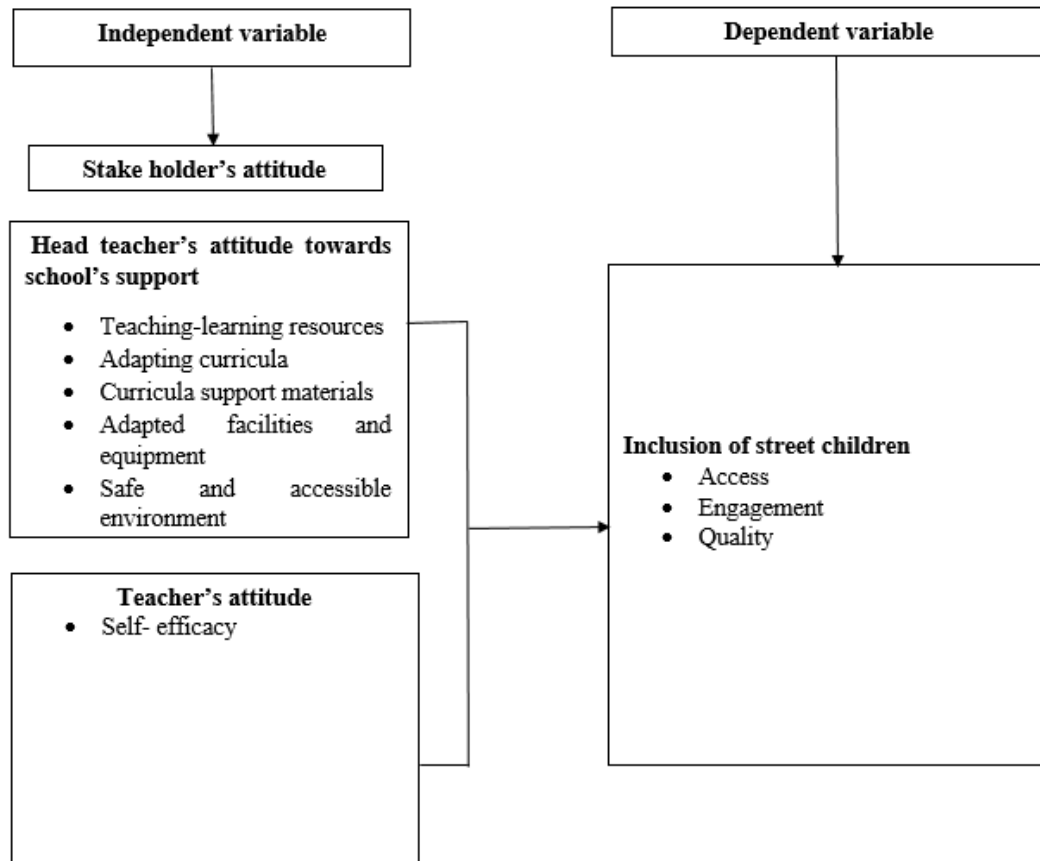 Independent variable
Dependent variable
Stake holder’s attitude
Head teacher’s attitude towards
school’s support
• Teaching-learning resources
• Adapting curricula
• Curricula support materials
• Adapted facilities and
equipment
• Safe and accessible
environment
Inclusion of street children
• Access
• Engagement
• Quality
Teacher’s attitude
• Self- efficacy